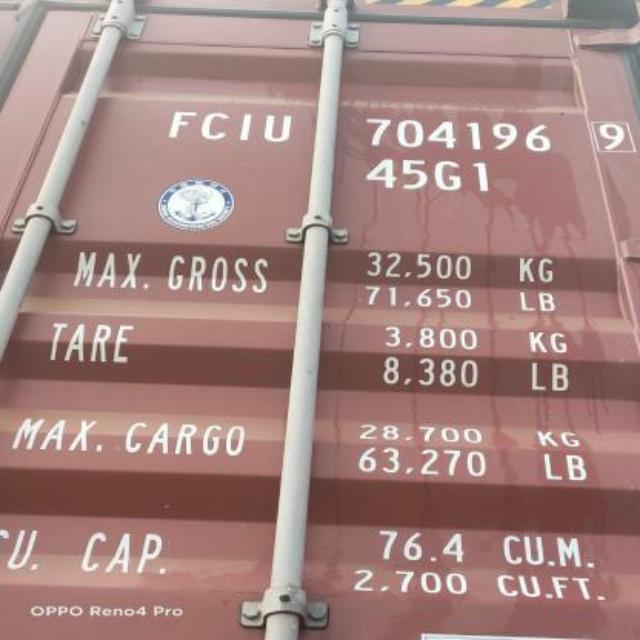 FCIU 704196 9
45G1
MAX. GROSS 32,500 KG
71,650 LB
TARE 3,800 KG
8,380 LB
MAX. CARGO 28,700 KG
63,270 LB
CU. CAP. 76.4 CU.M.
2,700 CU.FT.
OPPO Reno4 Pro